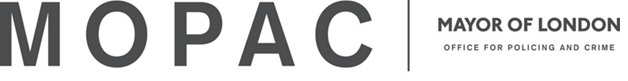 MOPAC
MAYOR OF LONDON
OFFICE FOR POLICING AND CRIME